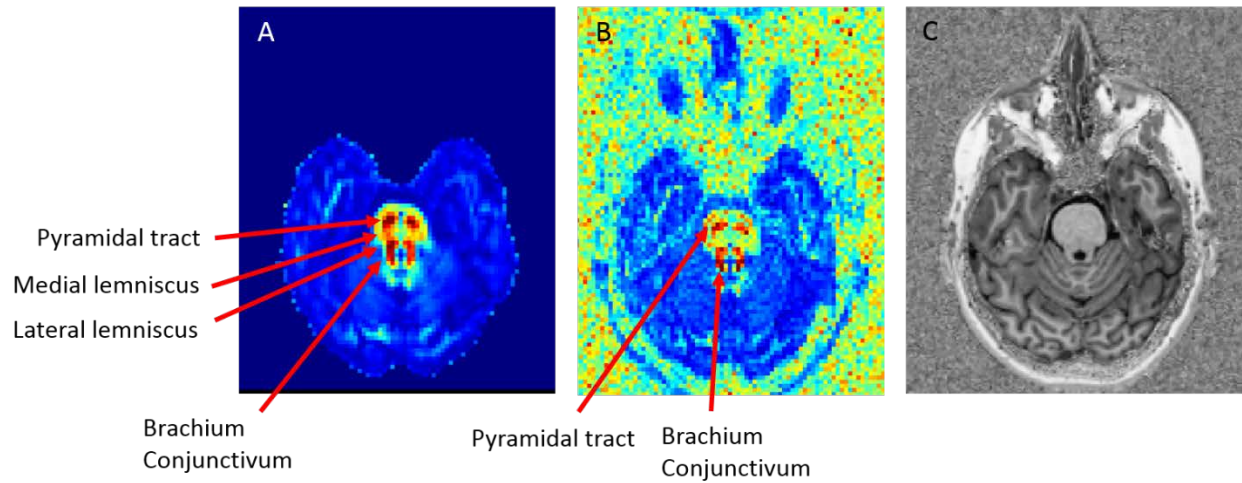 A
B
C
Pyramidal tract
Medial lemniscus
Lateral lemniscus
Brachium
Conjunctivum
Pyramidal tract
Brachium
Conjunctivum